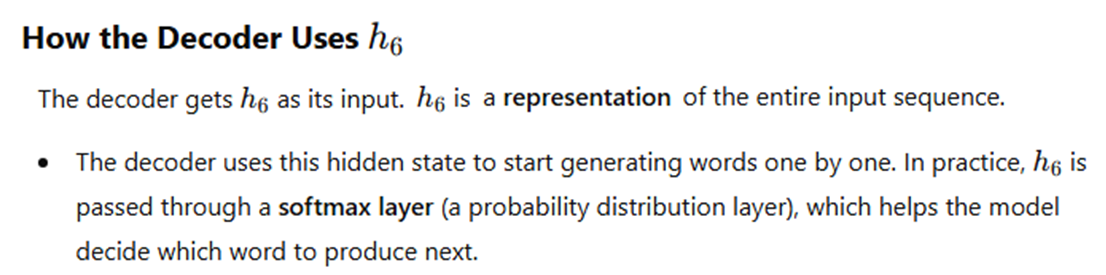 How the Decoder Uses h₆
The decoder gets h₆ as its input. h₆ is a representation of the entire input sequence.
• The decoder uses this hidden state to start generating words one by one. In practice, h₆ is
passed through a softmax layer (a probability distribution layer), which helps the model
decide which word to produce next.